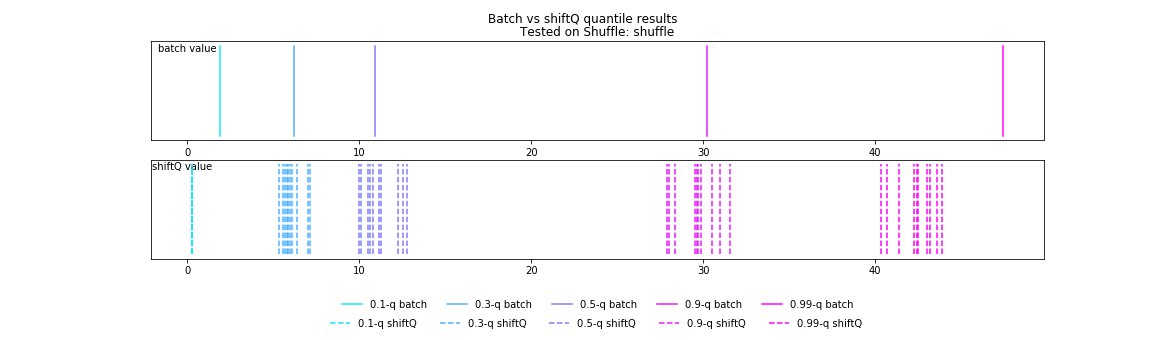 Batch vs shiftQ quantile results
Tested on Shuffle: shuffle
batch value
0 10 20 30 40
shiftQ value
0 10 20 30 40
0.1-q batch 0.3-q batch 0.5-q batch 0.9-q batch 0.99-q batch
0.1-q shiftQ 0.3-q shiftQ 0.5-q shiftQ 0.9-q shiftQ 0.99-q shiftQ